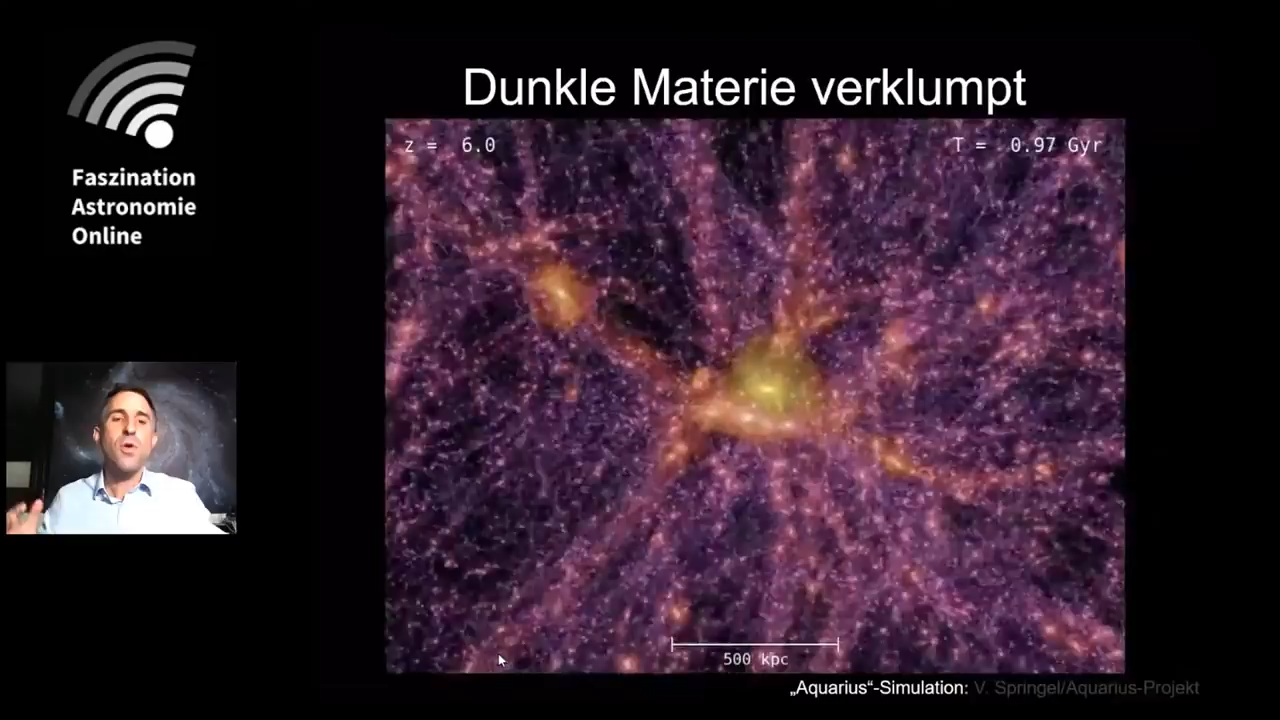 Faszination
Astronomie
Online
Dunkle Materie verklumpt
z = 6.0
T = 0.97 Gyr
500 kpc
„Aquarius“-Simulation: V. Springel/Aquarius-Projekt